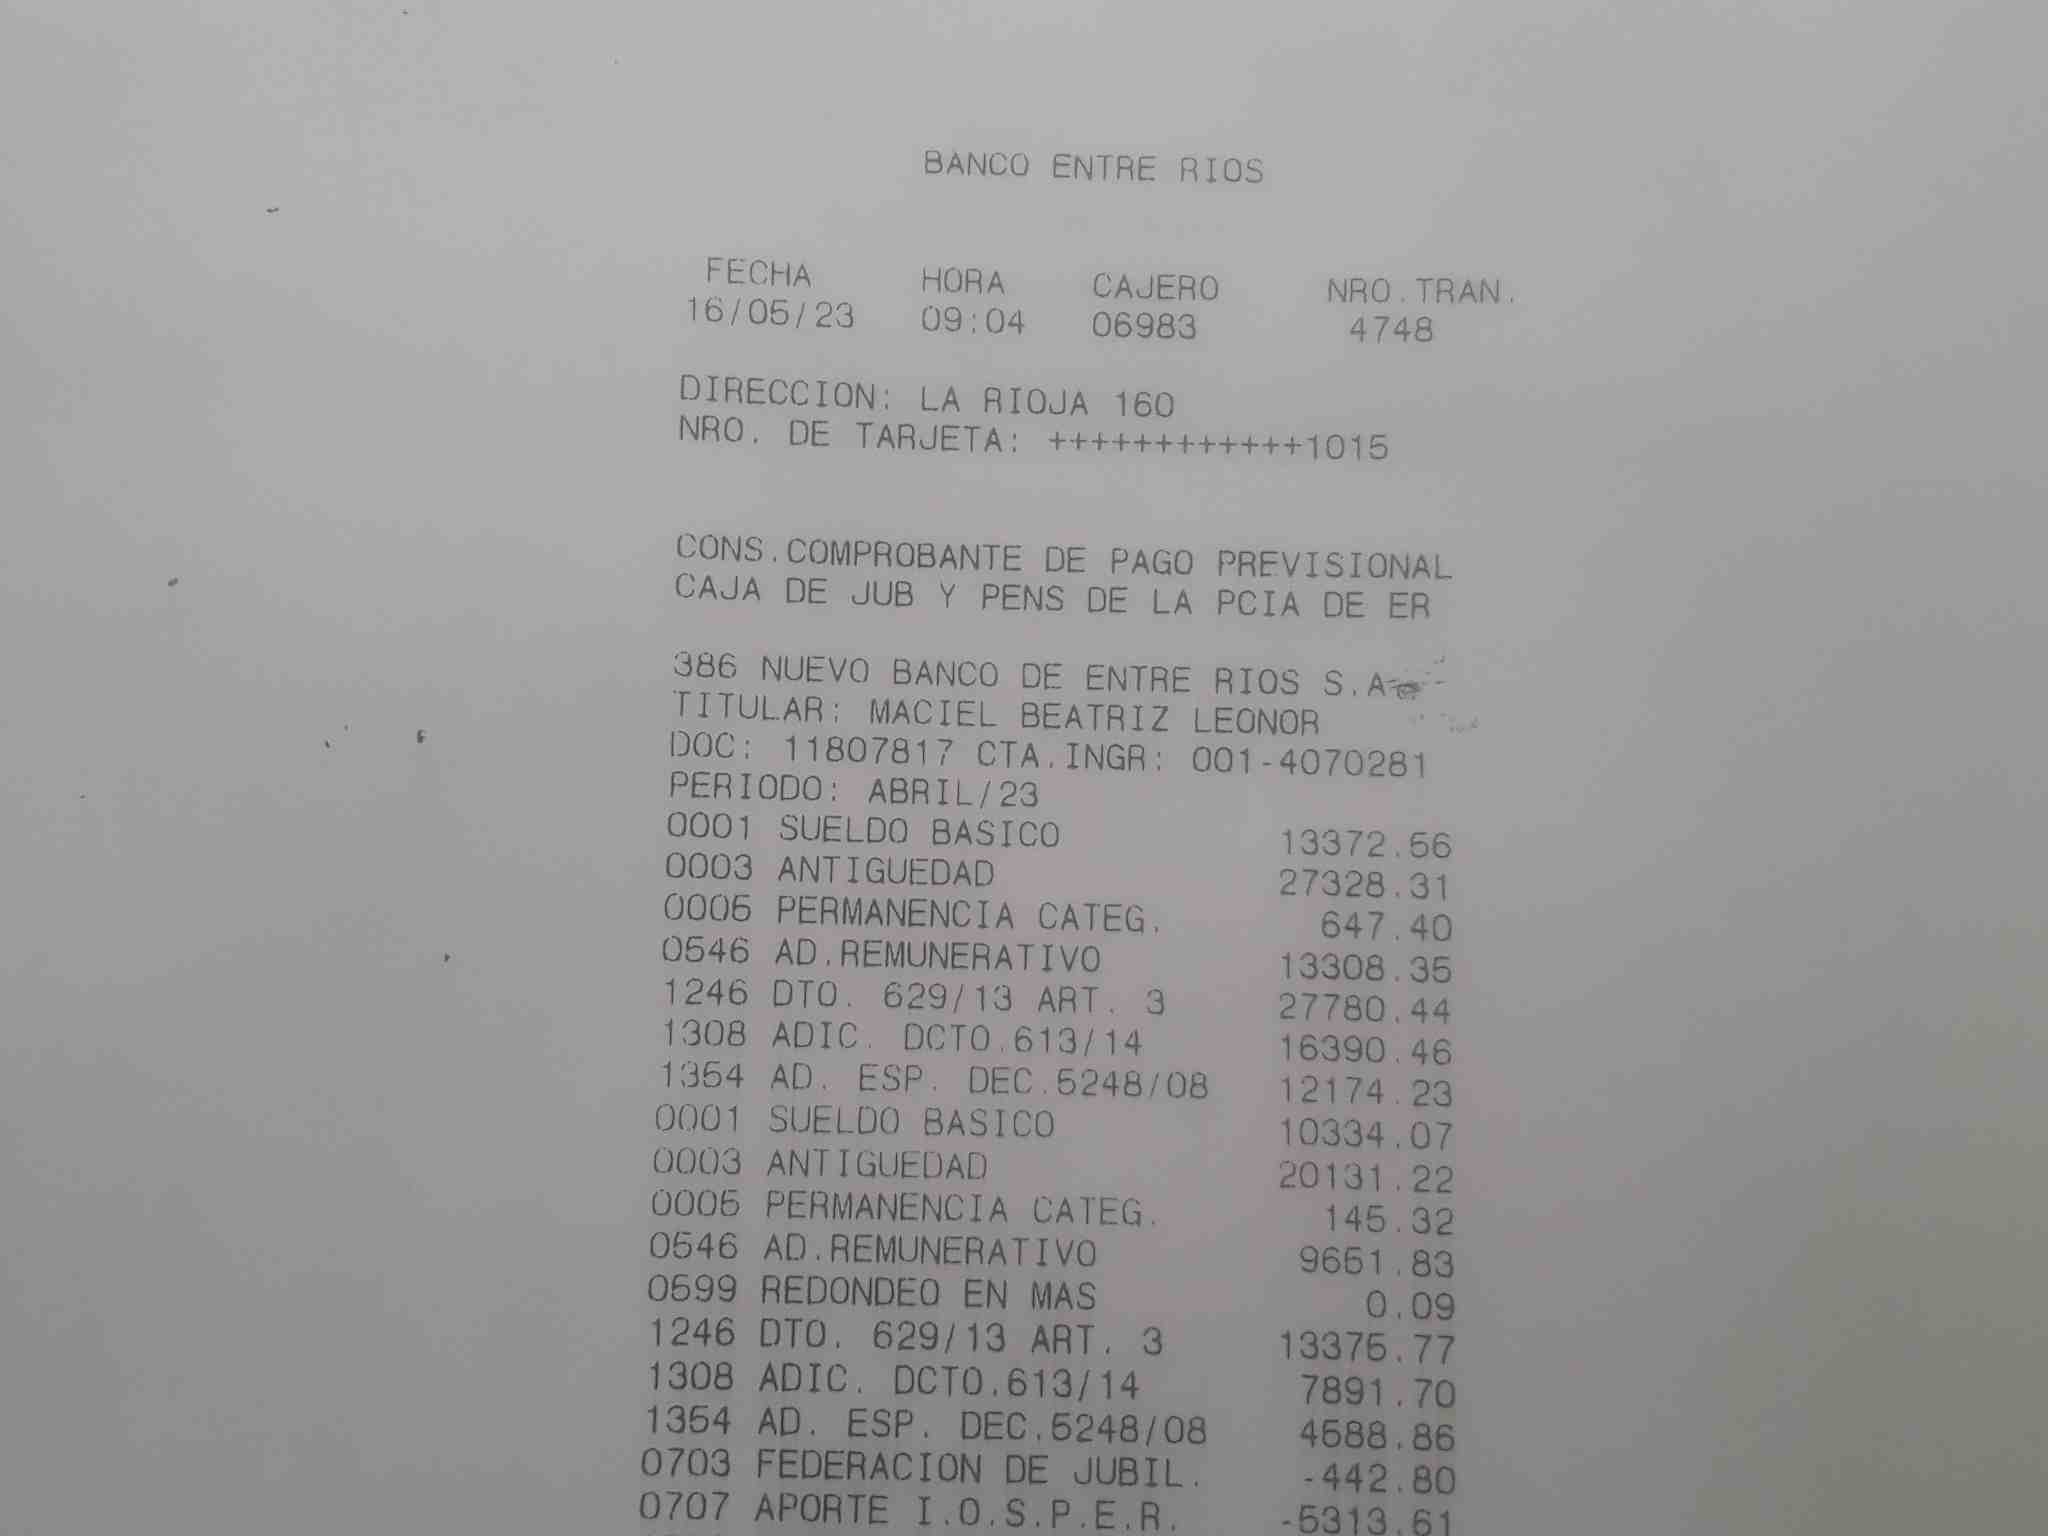 BANCO ENTRE RIOS
FECHA HORA CAJERO NRO.TRAN.
16/05/23 09:04 06983 4748
DIRECCION: LA RIOJA 160
NRO. DE TARJETA: ++++++++++++1015
CONS.COMPROBANTE DE PAGO PREVISIONAL
CAJA DE JUB Y PENS DE LA PCIA DE ER
386 NUEVO BANCO DE ENTRE RIOS S.A
TITULAR: MACIEL BEATRIZ LEONOR
DOC: 11807817 CTA.INGR: 001-4070281
PERIODO: ABRIL/23
0001 SUELDO BASICO 13372.56
0003 ANTIGUEDAD 27328.31
0005 PERMANENCIA CATEG. 647.40
0546 AD.REMUNERATIVO 13308.35
1246 DTO. 629/13 ART. 3 27780.44
1308 ADIC. DCTO.613/14 16390.46
1354 AD. ESP. DEC.5248/08 12174.23
0001 SUELDO BASICO 10334.07
0003 ANTIGUEDAD 20131.22
0005 PERMANENCIA CATEG. 145.32
0546 AD.REMUNERATIVO 9651.83
0599 REDONDEO EN MAS 0.09
1246 DTO. 629/13 ART. 3 13375.77
1308 ADIC. DCTO.613/14 7891.70
1354 AD. ESP. DEC.5248/08 4588.86
0703 FEDERACION DE JUBIL. -442.80
0707 APORTE I.O.S.P.E.R. -5313.61